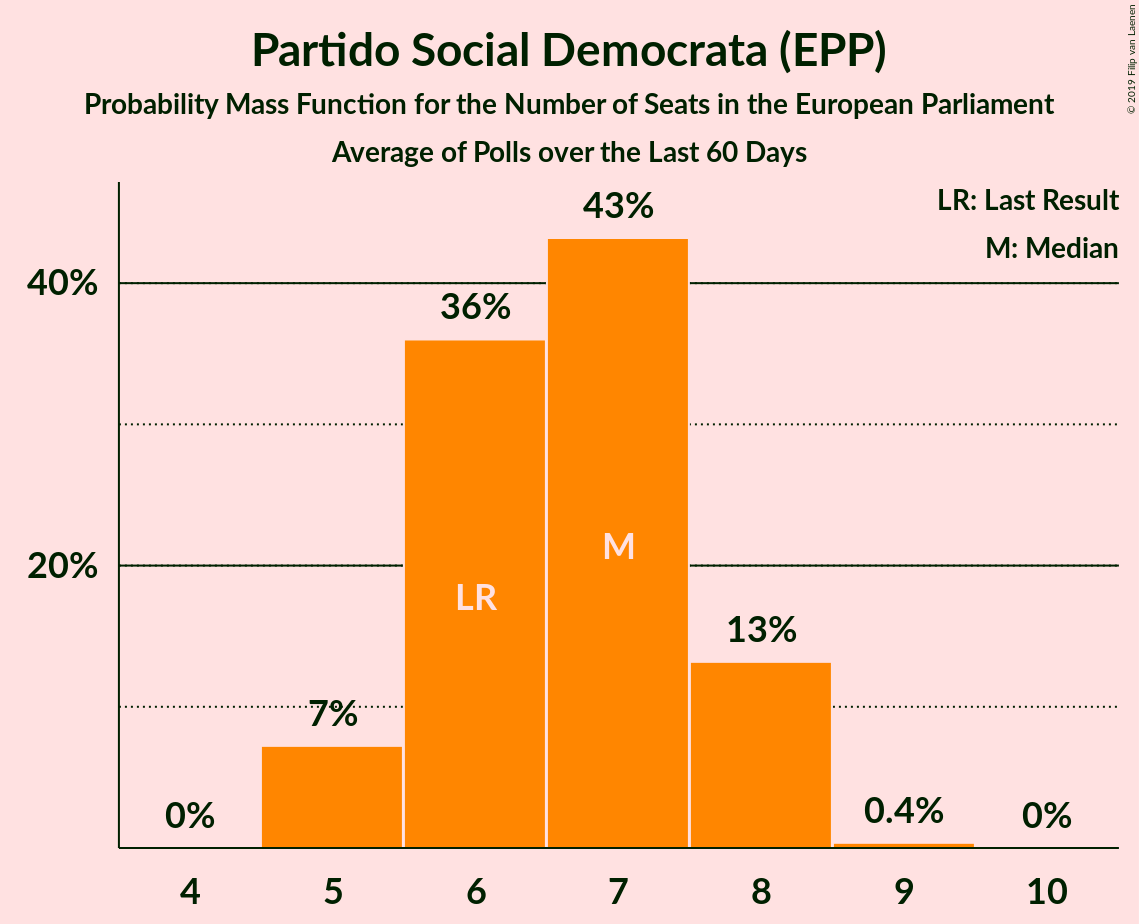 Partido Social Democrata (EPP)
Probability Mass Function for the Number of Seats in the European Parliament
Average of Polls over the Last 60 Days
© 2019 Filip van Laenen
LR: Last Result
M: Median
43%
40%
36%
M
20%
LR
13%
7%
0%
0.4%
0%
4 5 6 7 8 9 10